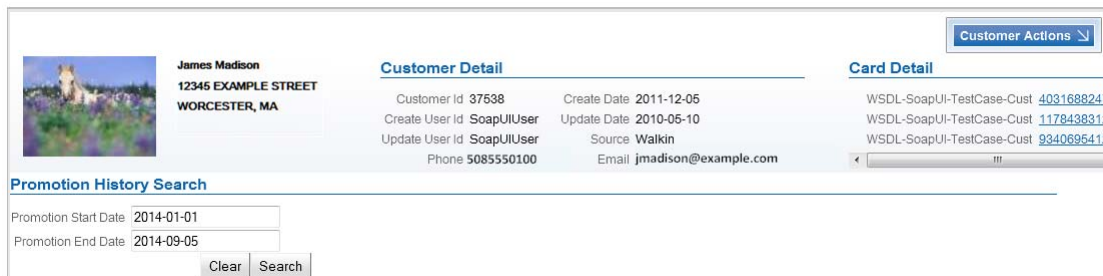 Customer Actions
James Madison
12345 EXAMPLE STREET
WORCESTER, MA
Customer Detail
Customer Id 37538 Create Date 2011-12-05
Create User Id SoapUIUser Update Date 2010-05-10
Update User Id SoapUIUser Source Walkin
Phone 5085550100 Email jmadison@example.com
Card Detail
WSDL-SoapUI-TestCase-Cust 403168824
WSDL-SoapUI-TestCase-Cust
WSDL-SoapUI-TestCase-Cust 934069541
Promotion History Search
Promotion Start Date 2014-01-01
Promotion End Date 2014-09-05
Clear Search